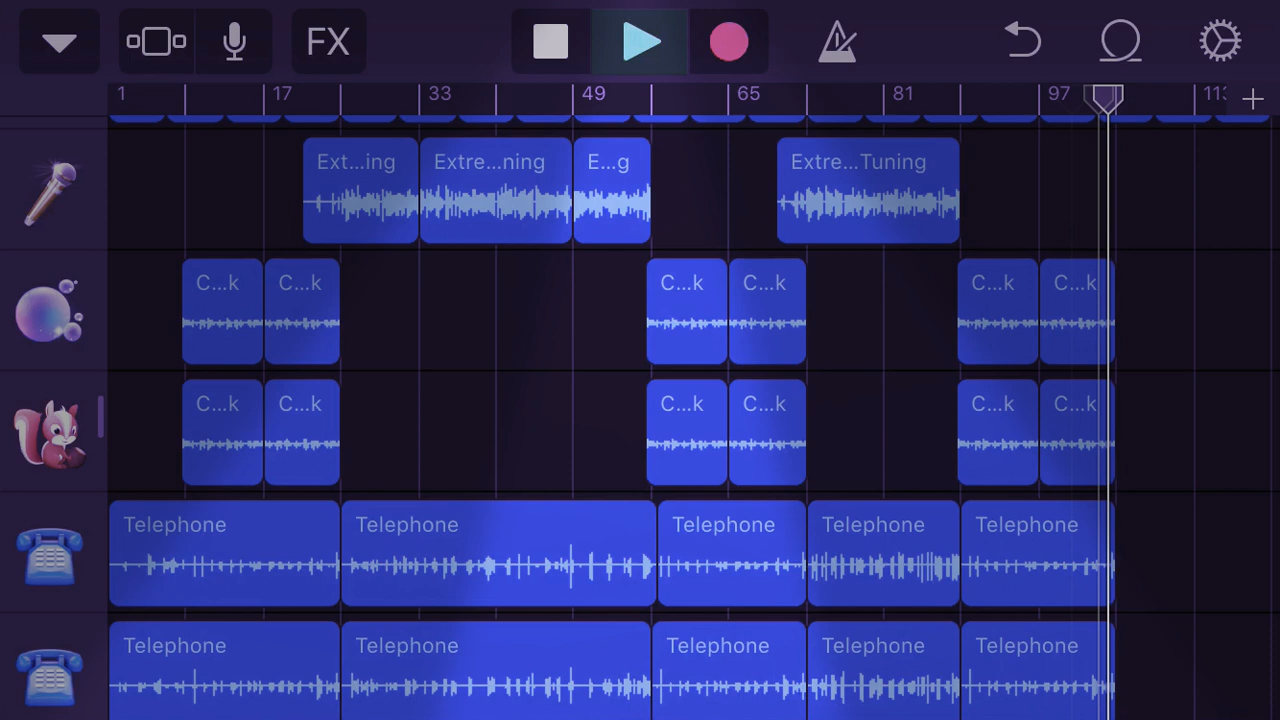 FX
1 17 33 49 65 81 97 113
Ext...ing Extre...ning E...g Extre...Tuning
C...k C...k C...k C...k C...k C...k
C...k C...k C...k C...k C...k C...k
Telephone Telephone Telephone Telephone Telephone
Telephone Telephone Telephone Telephone Telephone